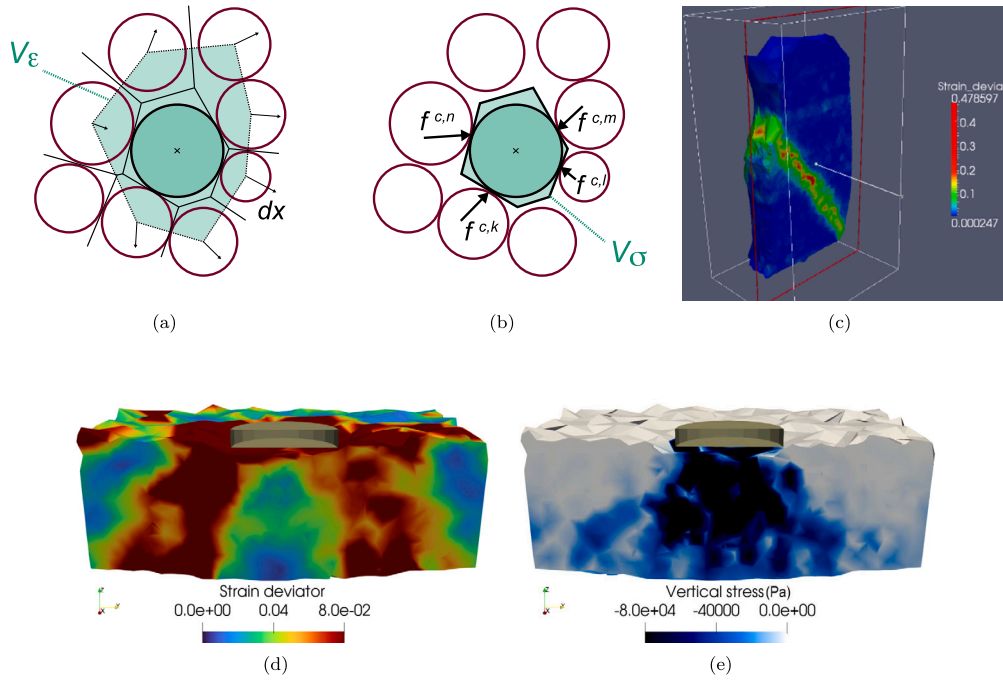 Vε
dx
(a)
f c,n
f c,m
f c,l
f c,k
Vσ
(b)
Strain_devia
0.478597
0.4
0.3
0.2
0.1
0.000247
(c)
Strain deviator
0.0e+00 0.04 8.0e-02
z
y
x
(d)
Vertical stress(Pa)
-8.0e+04 -40000 0.0e+00
z
y
x
(e)